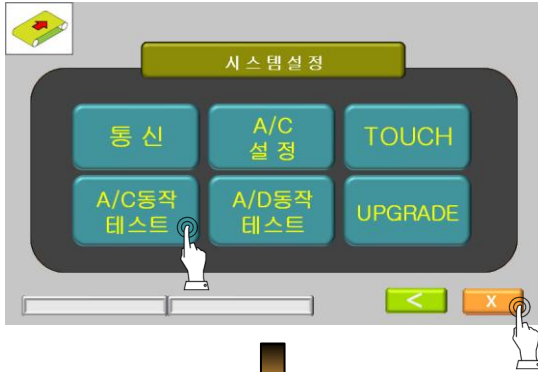 시스템설정
통 신
A/C
설 정
TOUCH
A/C동작
테스트
A/D동작
테스트
UPGRADE
<
X